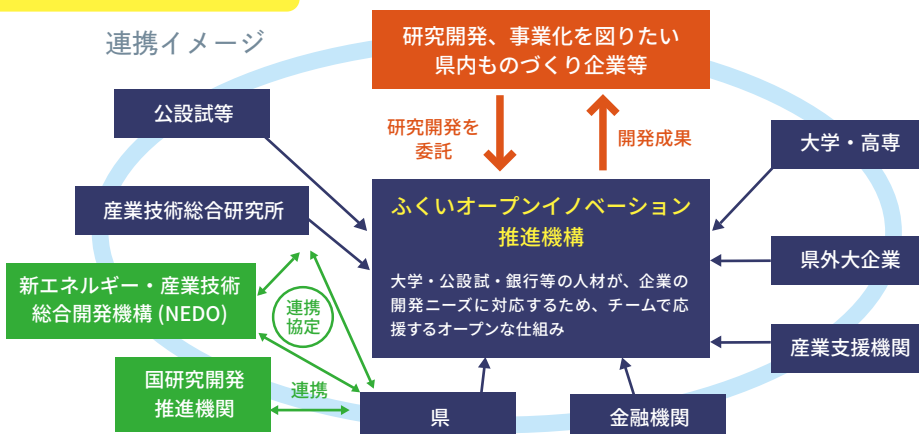 連携イメージ
研究開発、事業化を図りたい
県内ものづくり企業等
公設試等
研究開発を
委託
開発成果
大学・高専
産業技術総合研究所
ふくいオープンイノベーション
推進機構
大学・公設試・銀行等の人材が、企業の
開発ニーズに対応するため、チームで応
援するオープンな仕組み
県外大企業
新エネルギー・産業技術
総合開発機構 (NEDO)
連携
協定
産業支援機関
国研究開発
推進機関
連携
県
金融機関